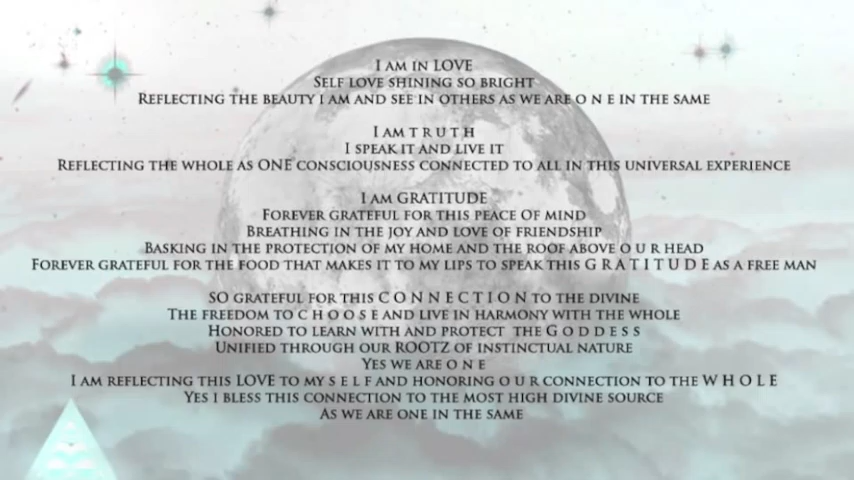 I AM IN LOVE
SELF LOVE SHINING SO BRIGHT
REFLECTING THE BEAUTY I AM AND SEE IN OTHERS AS WE ARE O N E IN THE SAME
I AM T R U T H
I SPEAK IT AND LIVE IT
REFLECTING THE WHOLE AS ONE CONSCIOUSNESS CONNECTED TO ALL IN THIS UNIVERSAL EXPERIENCE
I AM GRATITUDE
FOREVER GRATEFUL FOR THIS PEACE OF MIND
BREATHING IN THE JOY AND LOVE OF FRIENDSHIP
BASKING IN THE PROTECTION OF MY HOME AND THE ROOF ABOVE O U R HEAD
FOREVER GRATEFUL FOR THE FOOD THAT MAKES IT TO MY LIPS TO SPEAK THIS G R A T I T U D E AS A FREE MAN
SO GRATEFUL FOR THIS C O N N E C T I O N TO THE DIVINE
THE FREEDOM TO C H O O S E AND LIVE IN HARMONY WITH THE WHOLE
HONORED TO LEARN WITH AND PROTECT THE G O D D E S S
UNIFIED THROUGH OUR ROOTZ OF INSTINCTUAL NATURE
YES WE ARE O N E
I AM REFLECTING THIS LOVE TO MY S E L F AND HONORING O U R CONNECTION TO THE W H O L E
YES I BLESS THIS CONNECTION TO THE MOST HIGH DIVINE SOURCE
AS WE ARE ONE IN THE SAME